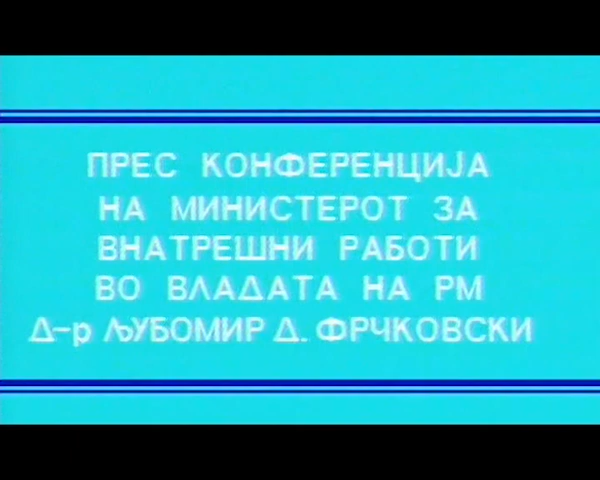 ПРЕС КОНФЕРЕНЦИЈА
НА МИНИСТЕРОТ ЗА
ВНАТРЕШНИ РАБОТИ
ВО ВЛАДАТА НА РМ
Д-р ЉУБОМИР Д. ФРЧКОВСКИ